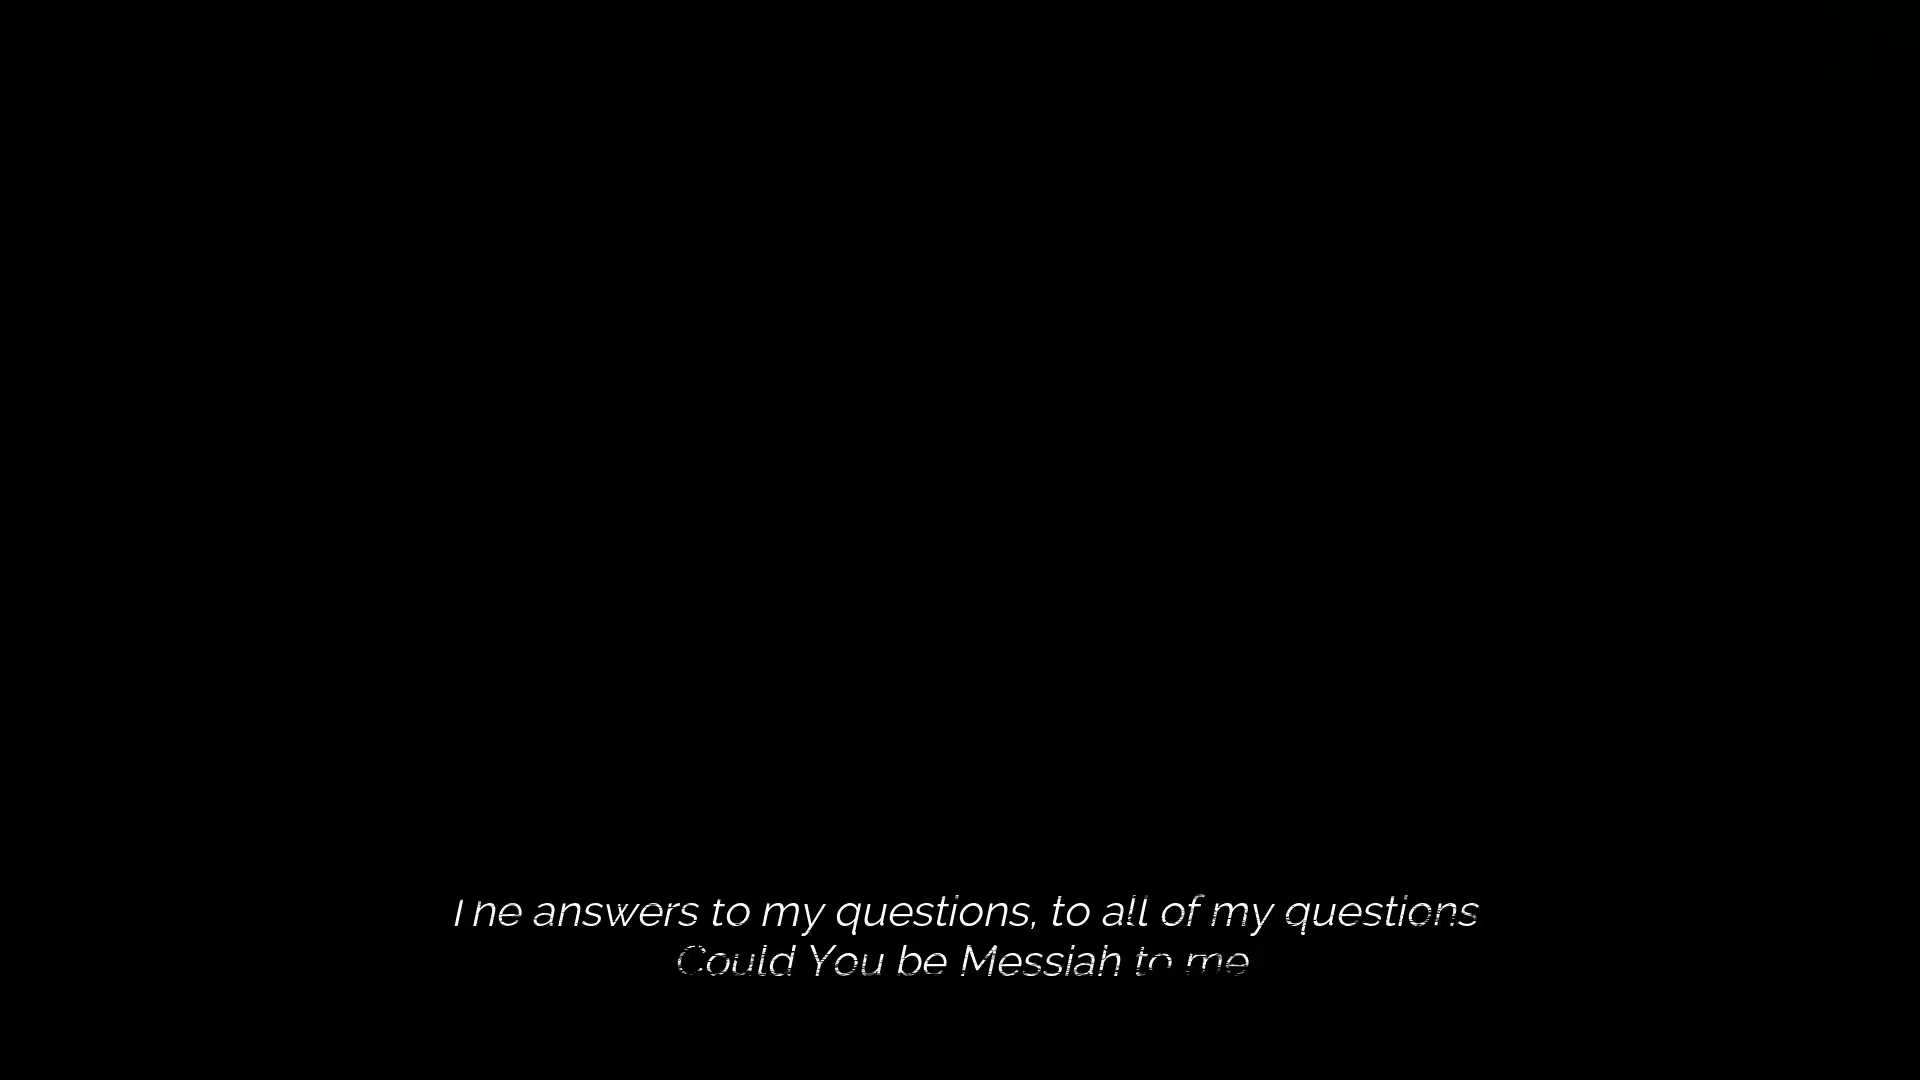 The answers to my questions, to all of my questions
Could You be Messiah to me